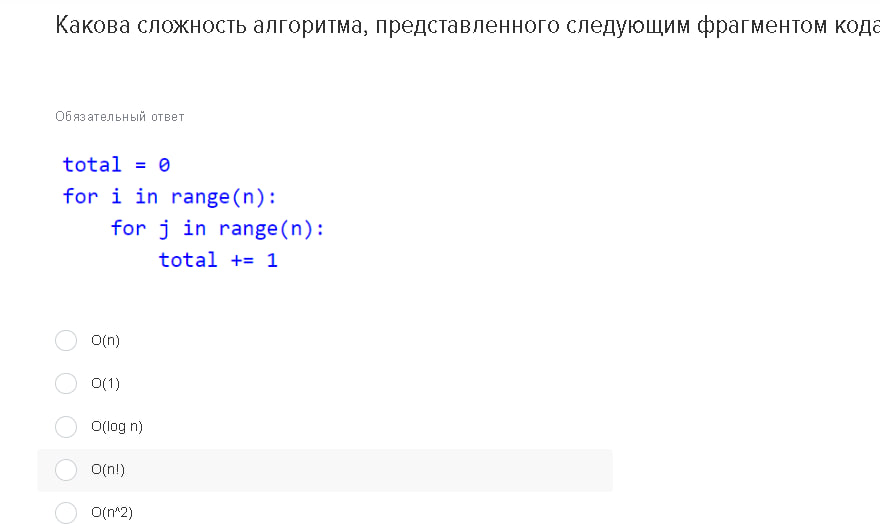 Какова сложность алгоритма, представленного следующим фрагментом кода
Обязательный ответ
total = 0
for i in range(n):
    for j in range(n):
        total += 1
O(n)
O(1)
O(log n)
O(n!)
O(n^2)